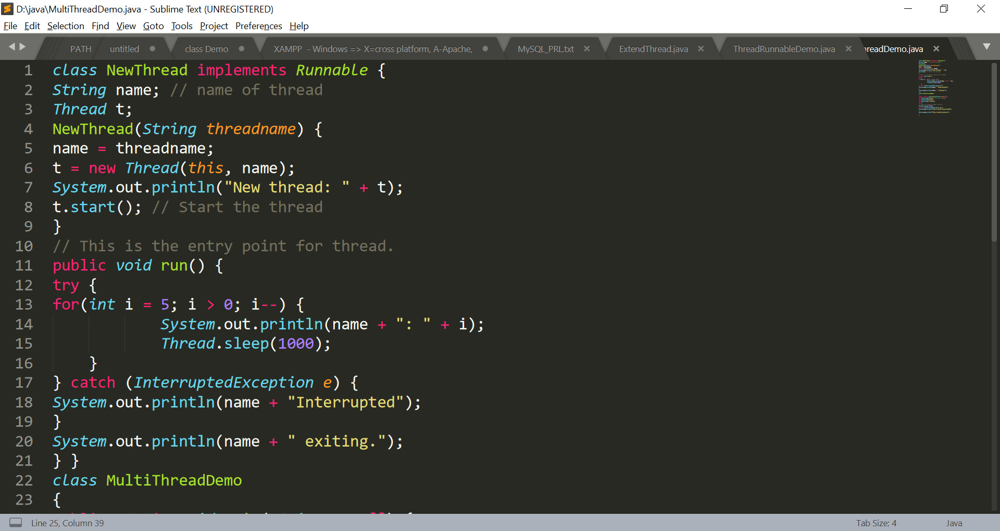 D:\java\MultiThreadDemo.java - Sublime Text (UNREGISTERED)
File Edit Selection Find View Goto Tools Project Preferences Help
PATH untitled class Demo XAMPP - Windows => X=cross platform, A-Apache, MySQL_PRL.txt ExtendThread.java ThreadRunnableDemo.java readDemo.java
1 class NewThread implements Runnable {
2 String name; // name of thread
3 Thread t;
4 NewThread(String threadname) {
5 name = threadname;
6 t = new Thread(this, name);
7 System.out.println("New thread: " + t);
8 t.start(); // Start the thread
9 }
10 // This is the entry point for thread.
11 public void run() {
12 try {
13 for(int i = 5; i > 0; i--) {
14 System.out.println(name + ": " + i);
15 Thread.sleep(1000);
16 }
17 } catch (InterruptedException e) {
18 System.out.println(name + "Interrupted");
19 }
20 System.out.println(name + " exiting.");
21 } }
22 class MultiThreadDemo
23 {
Line 25, Column 39 Tab Size: 4 Java